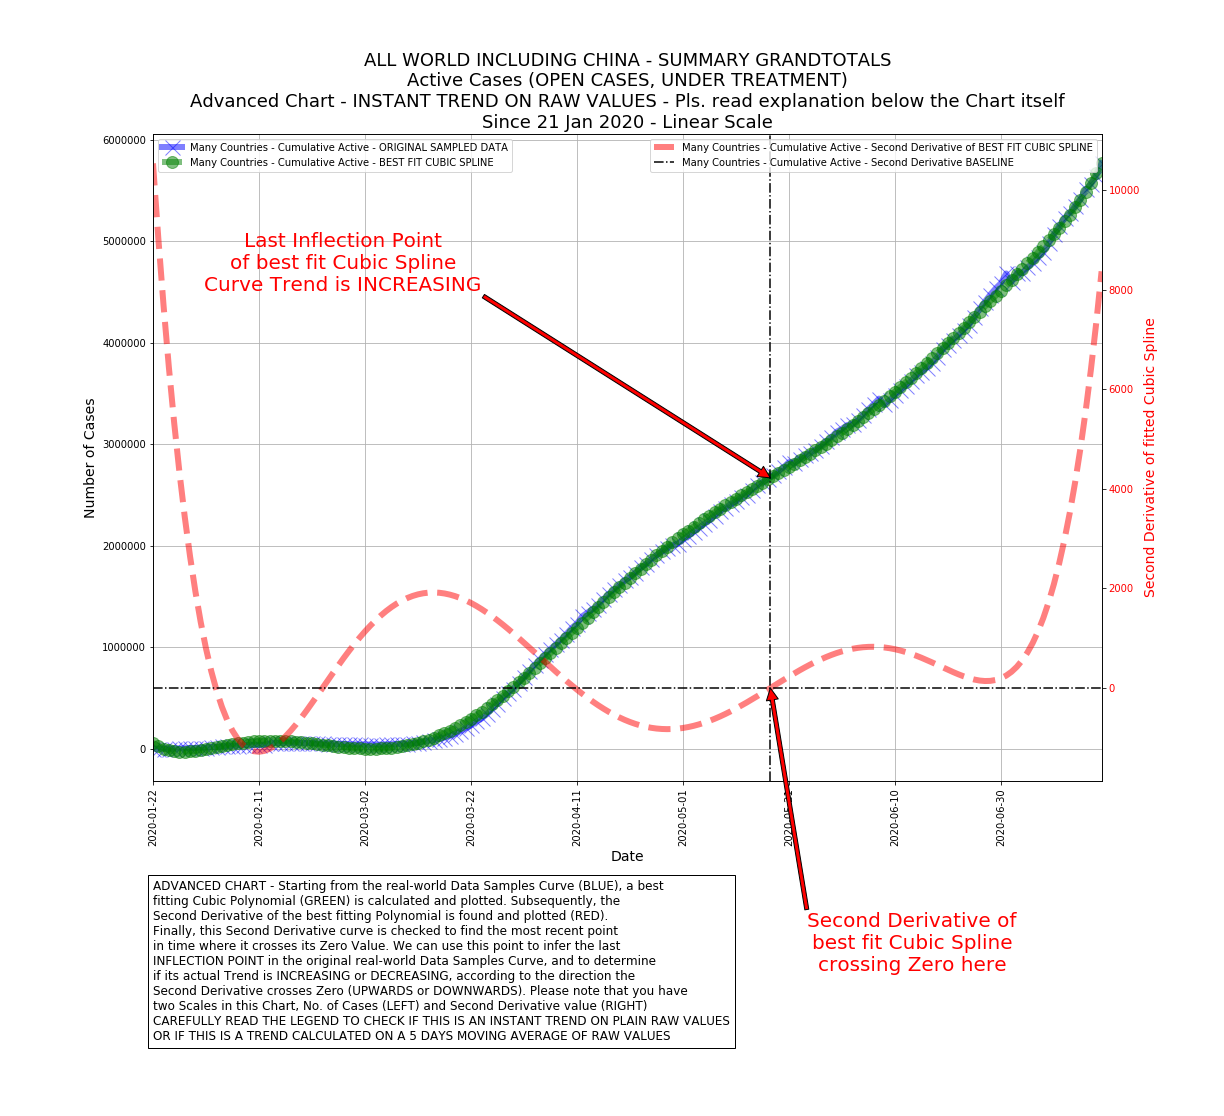 ALL WORLD INCLUDING CHINA - SUMMARY GRANDTOTALS
Active Cases (OPEN CASES, UNDER TREATMENT)
Advanced Chart - INSTANT TREND ON RAW VALUES - Pls. read explanation below the Chart itself
Since 21 Jan 2020 - Linear Scale
Many Countries - Cumulative Active - ORIGINAL SAMPLED DATA
Many Countries - Cumulative Active - BEST FIT CUBIC SPLINE
Many Countries - Cumulative Active - Second Derivative of BEST FIT CUBIC SPLINE
Many Countries - Cumulative Active - Second Derivative BASELINE
Last Inflection Point
of best fit Cubic Spline
Curve Trend is INCREASING
Number of Cases
6000000
5000000
4000000
3000000
2000000
1000000
0
10000
8000
6000
4000
2000
0
Second Derivative of fitted Cubic Spline
2020-01-22
2020-02-11
2020-03-02
2020-03-22
2020-04-11
2020-05-01
2020-05-21
2020-06-10
2020-06-30
Date
ADVANCED CHART - Starting from the real-world Data Samples Curve (BLUE), a best
fitting Cubic Polynomial (GREEN) is calculated and plotted. Subsequently, the
Second Derivative of the best fitting Polynomial is found and plotted (RED).
Finally, this Second Derivative curve is checked to find the most recent point
in time where it crosses its Zero Value. We can use this point to infer the last
INFLECTION POINT in the original real-world Data Samples Curve, and to determine
if its actual Trend is INCREASING or DECREASING, according to the direction the
Second Derivative crosses Zero (UPWARDS or DOWNWARDS). Please note that you have
two Scales in this Chart, No. of Cases (LEFT) and Second Derivative value (RIGHT)
CAREFULLY READ THE LEGEND TO CHECK IF THIS IS AN INSTANT TREND ON PLAIN RAW VALUES
OR IF THIS IS A TREND CALCULATED ON A 5 DAYS MOVING AVERAGE OF RAW VALUES
Second Derivative of
best fit Cubic Spline
crossing Zero here